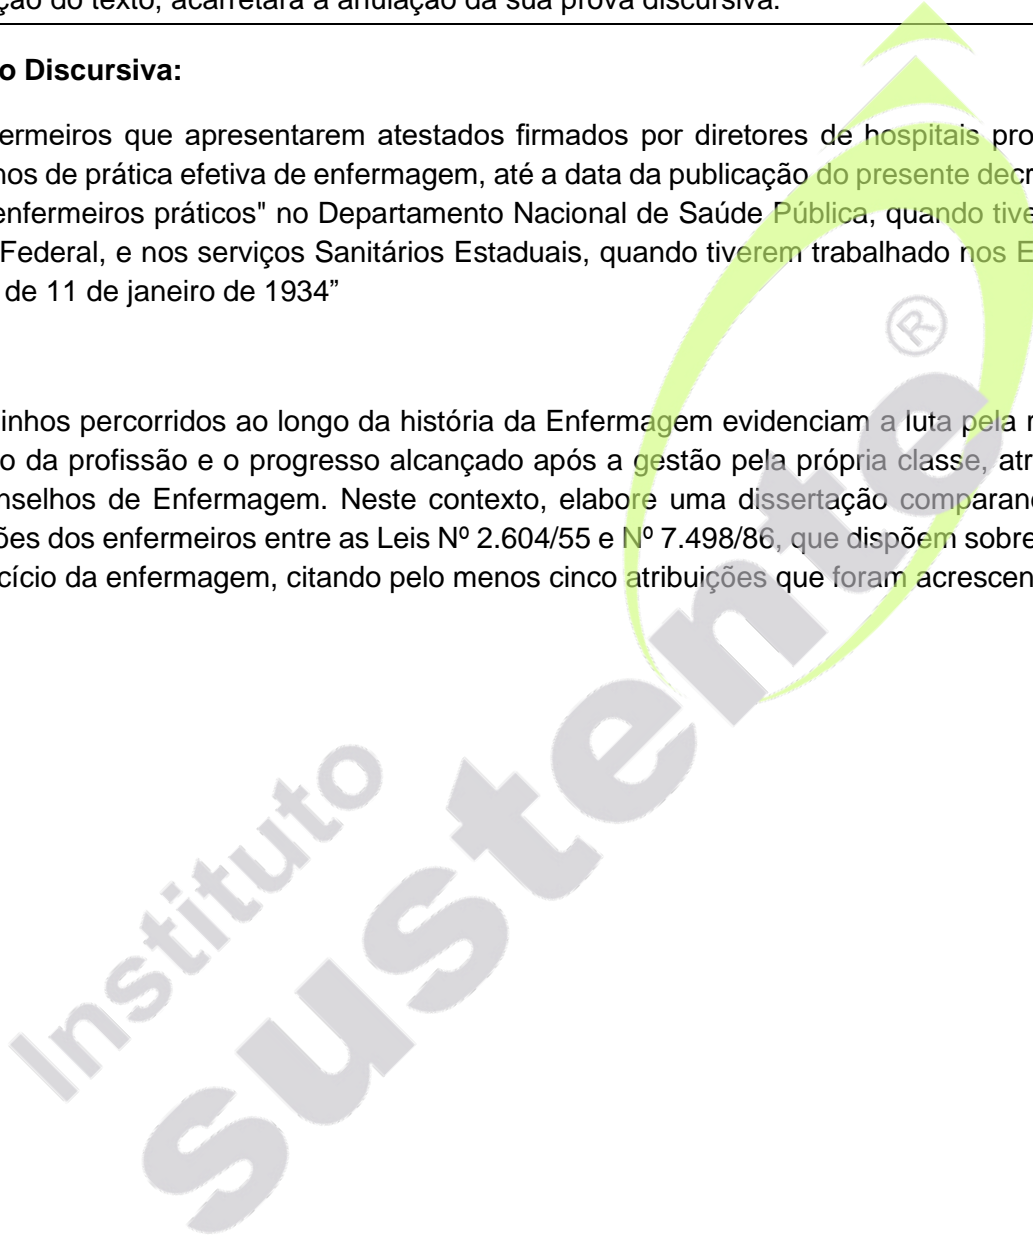 ção do texto, acarretará a anulação da sua prova discursiva.
o Discursiva:
fermeiros que apresentarem atestados firmados por diretores de hospitais pro
nos de prática efetiva de enfermagem, até a data da publicação do presente decr
enfermeiros práticos" no Departamento Nacional de Saúde Pública, quando tive
Federal, e nos serviços Sanitários Estaduais, quando tiverem trabalhado nos E
de 11 de janeiro de 1934”
inhos percorridos ao longo da história da Enfermagem evidenciam a luta pela r
o da profissão e o progresso alcançado após a gestão pela própria classe, atr
nselhos de Enfermagem. Neste contexto, elabore uma dissertação comparand
ões dos enfermeiros entre as Leis Nº 2.604/55 e Nº 7.498/86, que dispõem sobre
cício da enfermagem, citando pelo menos cinco atribuições que foram acrescen
Instituto
sustente®